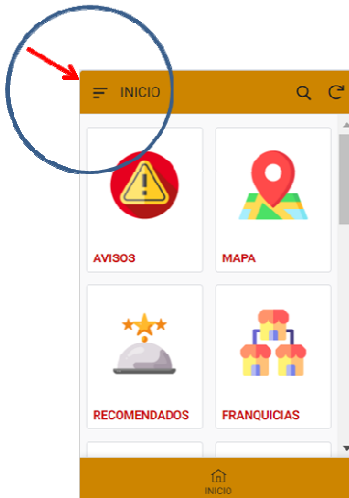 INICIO
AVISOS
MAPA
RECOMENDADOS
FRANQUICIAS
INICIO